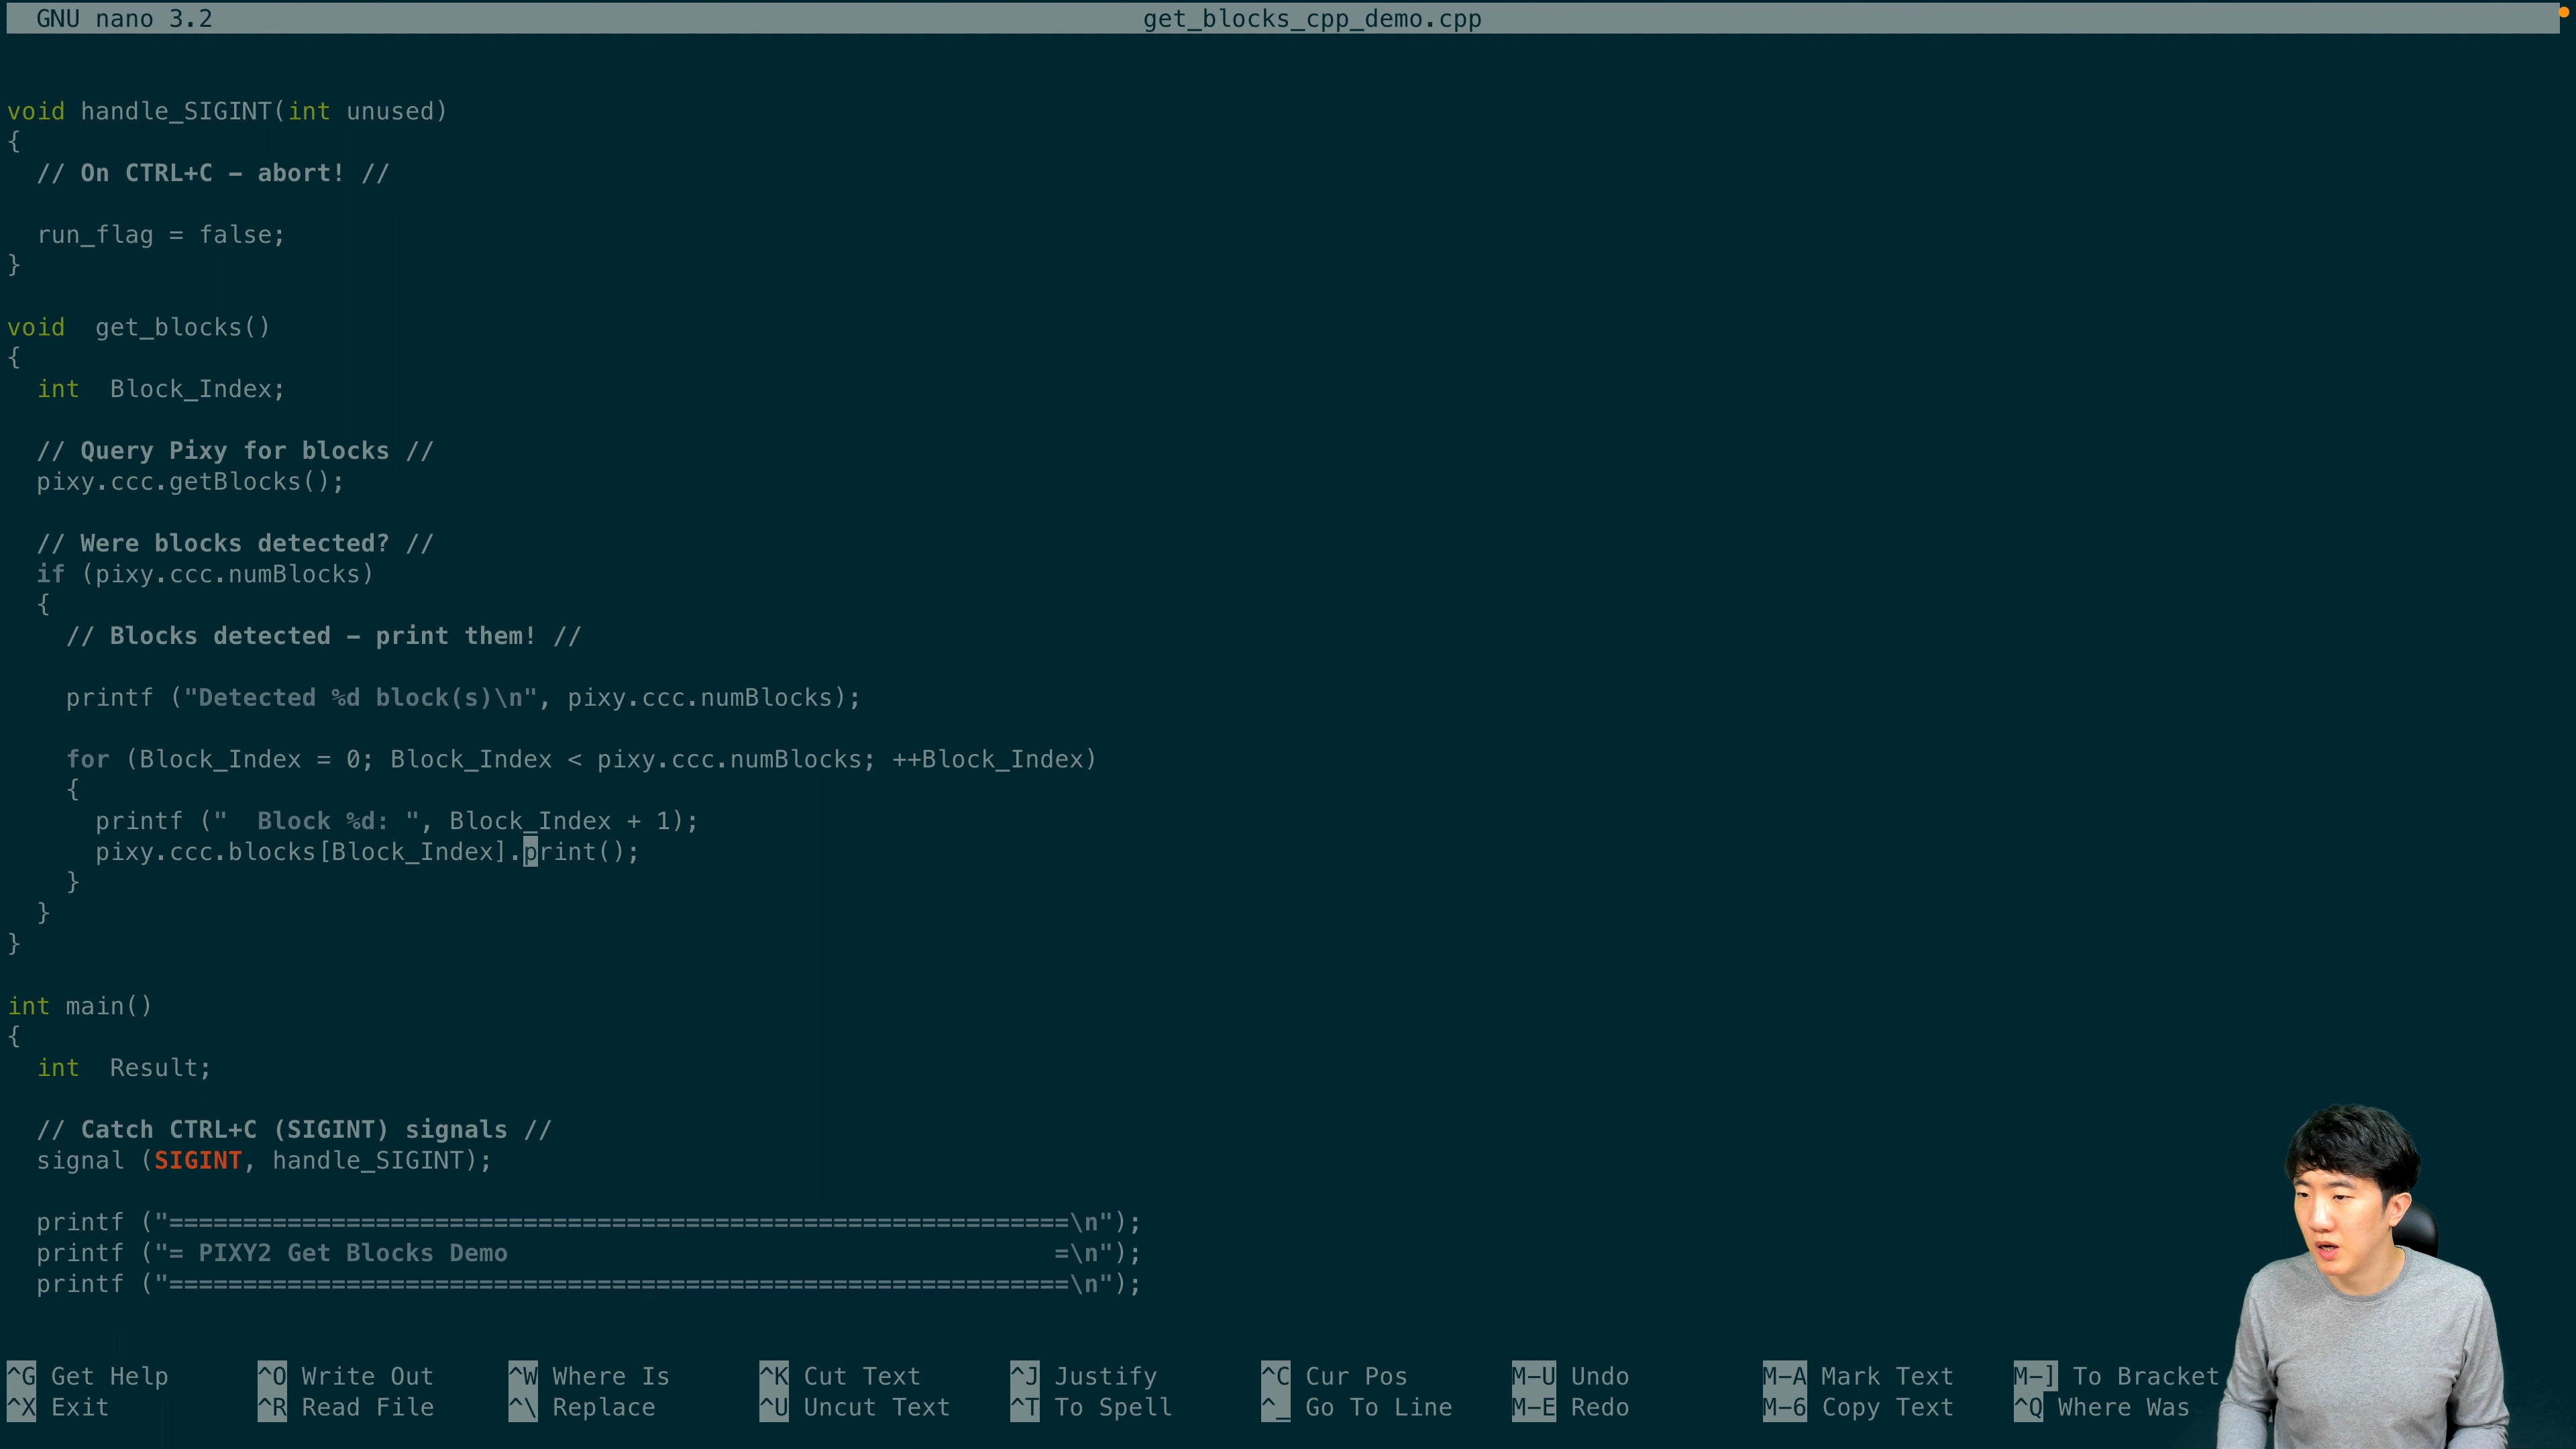 GNU nano 3.2 get_blocks_cpp_demo.cpp
void handle_SIGINT(int unused)
{
  // On CTRL+C – abort! //
  run_flag = false;
}
void  get_blocks()
{
  int  Block_Index;
  // Query Pixy for blocks //
  pixy.ccc.getBlocks();
  // Were blocks detected? //
  if (pixy.ccc.numBlocks)
  {
    // Blocks detected – print them! //
    printf ("Detected %d block(s)\n", pixy.ccc.numBlocks);
    for (Block_Index = 0; Block_Index < pixy.ccc.numBlocks; ++Block_Index)
    {
      printf ("  Block %d: ", Block_Index + 1);
      pixy.ccc.blocks[Block_Index].print();
    }
  }
}
int main()
{
  int  Result;
  // Catch CTRL+C (SIGINT) signals //
  signal (SIGINT, handle_SIGINT);
  printf ("=============================================================\n");
  printf ("= PIXY2 Get Blocks Demo                                     =\n");
  printf ("=============================================================\n");
^G Get Help ^O Write Out ^W Where Is ^K Cut Text ^J Justify ^C Cur Pos M-U Undo M-A Mark Text M-] To Bracket
^X Exit ^R Read File ^\ Replace ^U Uncut Text ^T To Spell ^_ Go To Line M-E Redo M-6 Copy Text ^Q Where Was